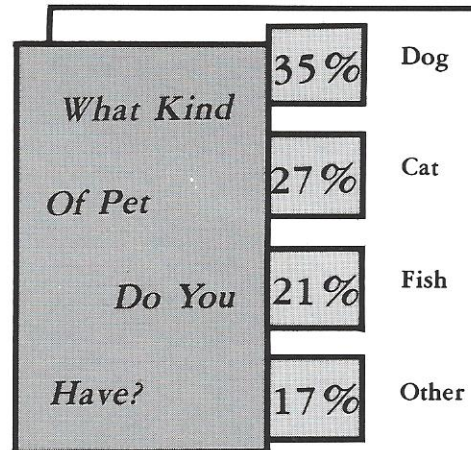 What Kind
Of Pet
Do You
Have?
35% Dog
27% Cat
21% Fish
17% Other